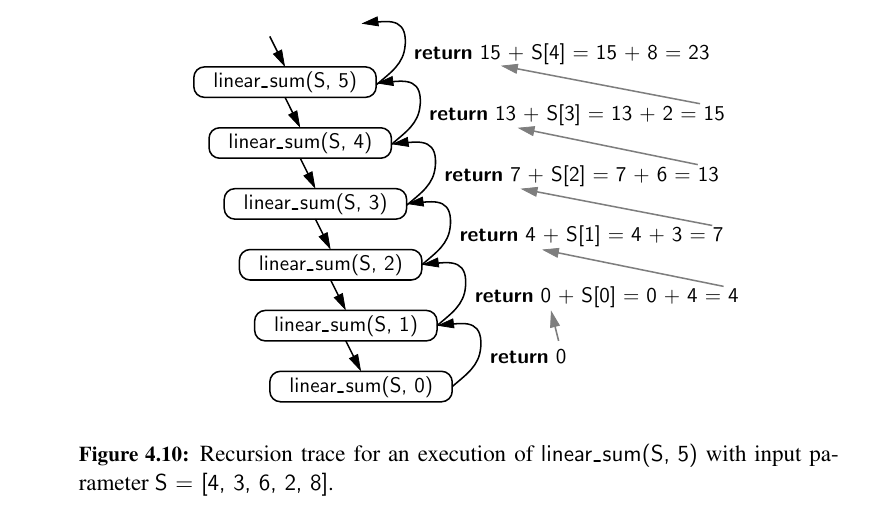 return 15 + S[4] = 15 + 8 = 23
linear_sum(S, 5)
return 13 + S[3] = 13 + 2 = 15
linear_sum(S, 4)
return 7 + S[2] = 7 + 6 = 13
linear_sum(S, 3)
return 4 + S[1] = 4 + 3 = 7
linear_sum(S, 2)
return 0 + S[0] = 0 + 4 = 4
linear_sum(S, 1)
return 0
linear_sum(S, 0)
Figure 4.10: Recursion trace for an execution of linear_sum(S, 5) with input pa-
rameter S = [4, 3, 6, 2, 8].